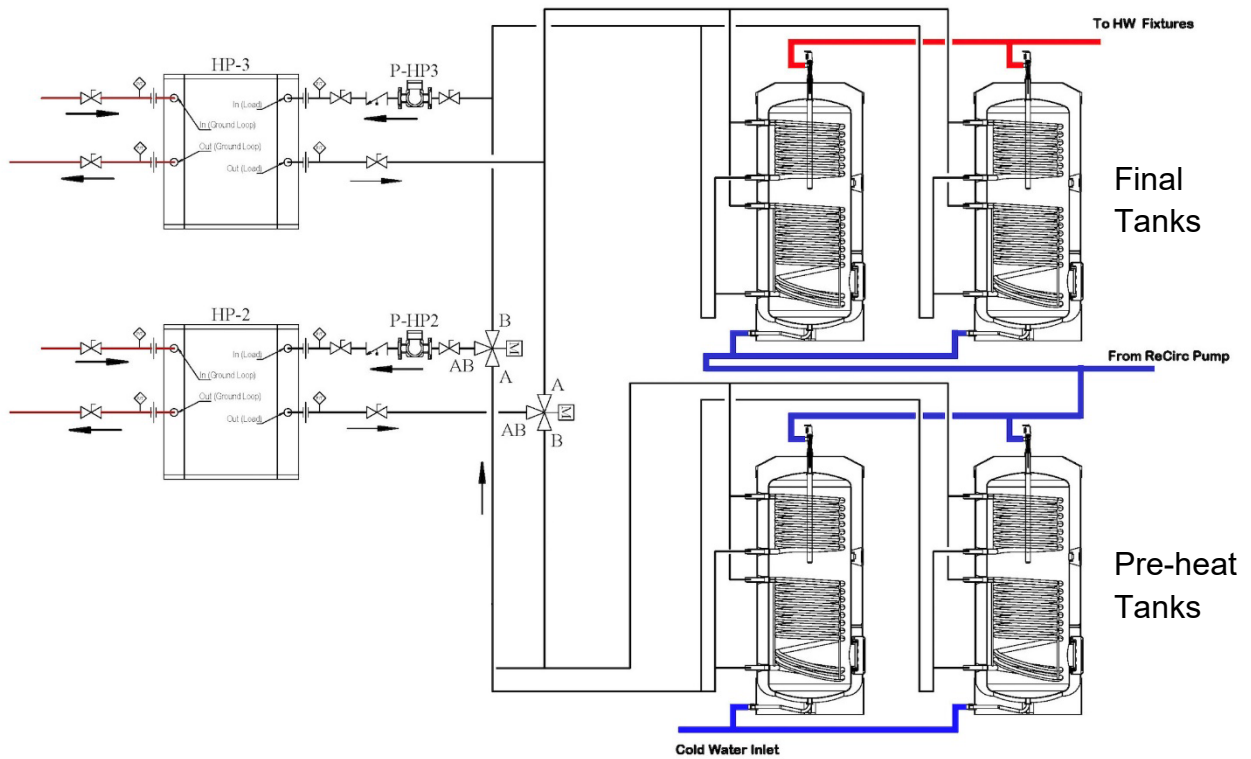 To HW Fixtures
HP-3
P-HP3
In (Load)
In (Ground Loop)
Out (Ground Loop)
Out (Load)
Final
Tanks
HP-2
P-HP2
B
M
In (Load)
AB
A
In (Ground Loop)
From ReCirc Pump
Out (Ground Loop)
Out (Load)
A
M
AB
B
Pre-heat
Tanks
Cold Water Inlet